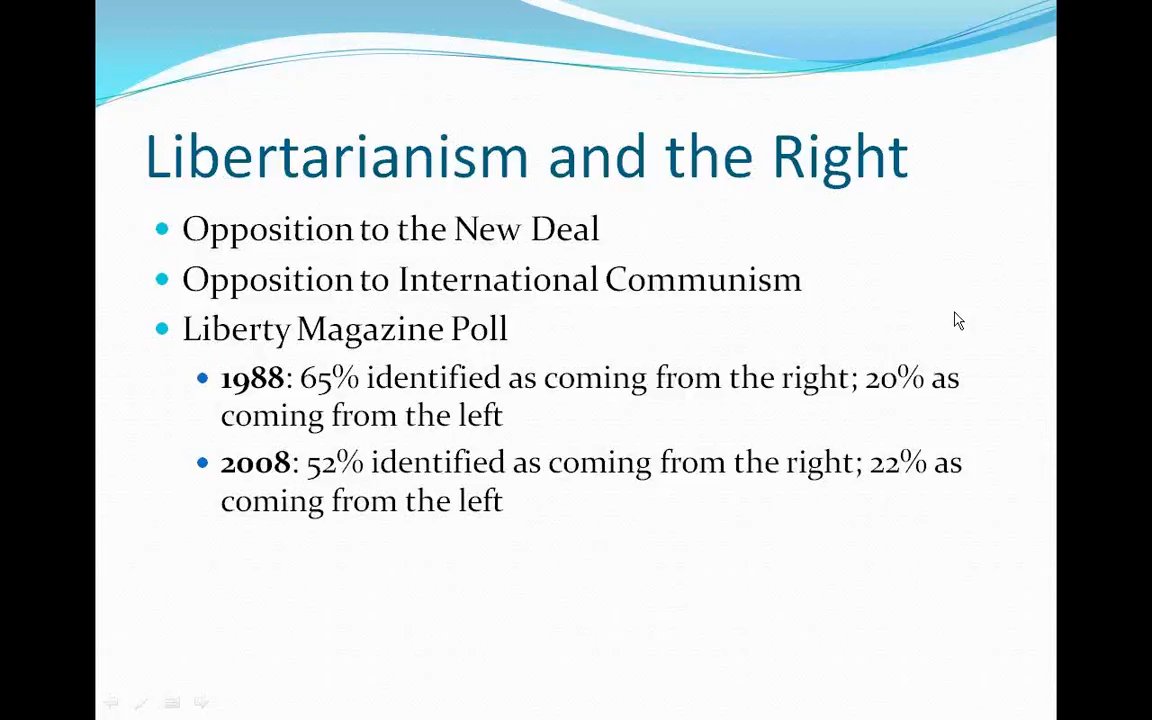 Libertarianism and the Right
Opposition to the New Deal
Opposition to International Communism
Liberty Magazine Poll
1988: 65% identified as coming from the right; 20% as
coming from the left
2008: 52% identified as coming from the right; 22% as
coming from the left